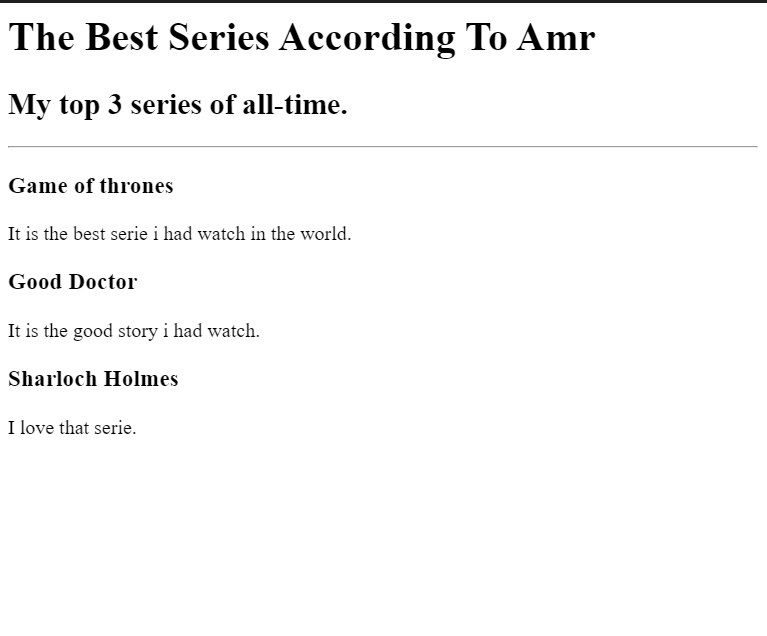 The Best Series According To Amr
My top 3 series of all-time.
Game of thrones
It is the best serie i had watch in the world.
Good Doctor
It is the good story i had watch.
Sharloch Holmes
I love that serie.